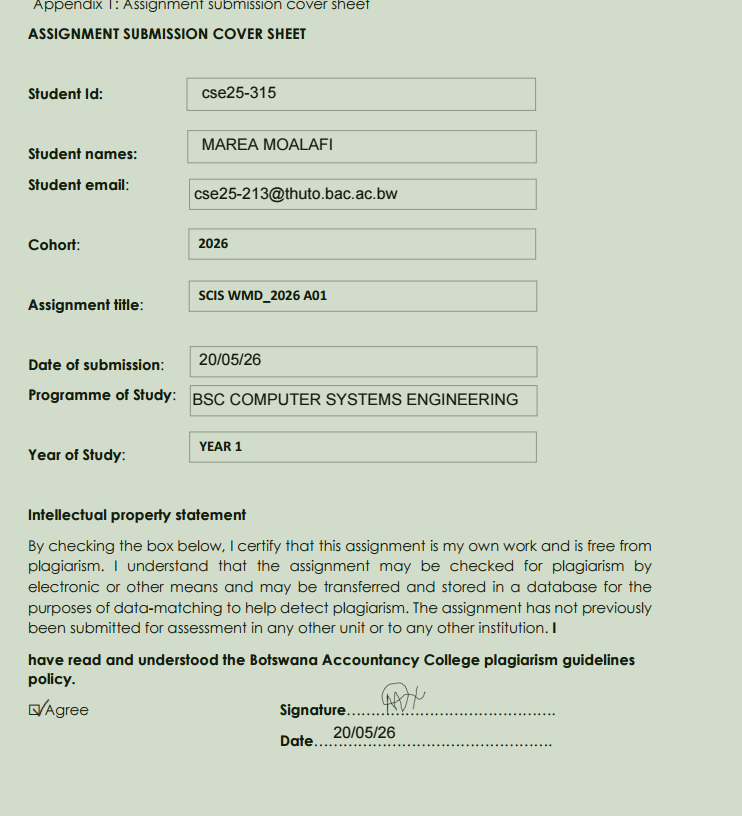 Appendix 1: Assignment submission cover sheet
ASSIGNMENT SUBMISSION COVER SHEET
Student Id: cse25-315
Student names: MAREA MOALAFI
Student email: cse25-213@thuto.bac.ac.bw
Cohort: 2026
Assignment title: SCIS WMD_2026 A01
Date of submission: 20/05/26
Programme of Study: BSC COMPUTER SYSTEMS ENGINEERING
Year of Study: YEAR 1
Intellectual property statement
By checking the box below, I certify that this assignment is my own work and is free from
plagiarism. I understand that the assignment may be checked for plagiarism by
electronic or other means and may be transferred and stored in a database for the
purposes of data-matching to help detect plagiarism. The assignment has not previously
been submitted for assessment in any other unit or to any other institution. I
have read and understood the Botswana Accountancy College plagiarism guidelines
policy.
Agree
Signature
Date 20/05/26